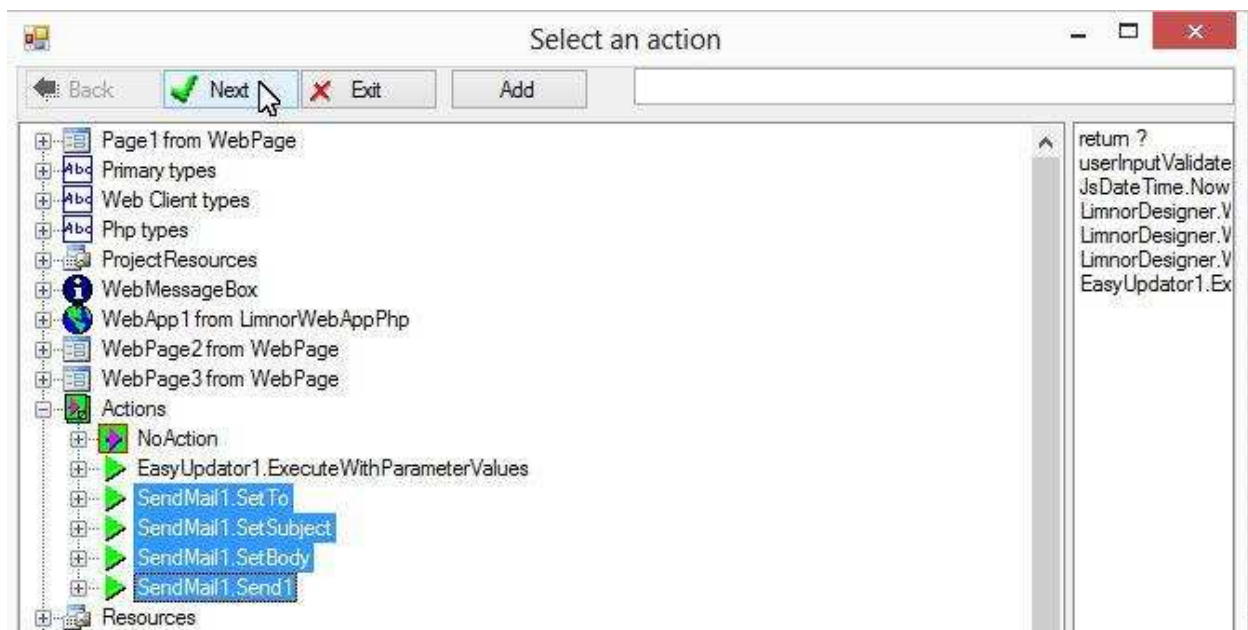 Select an action
Back Next Exit Add
Page1 from WebPage
Primary types
Web Client types
Php types
ProjectResources
WebMessageBox
WebApp1 from LimnorWebAppPhp
WebPage2 from WebPage
WebPage3 from WebPage
Actions
NoAction
EasyUpdator1.ExecuteWithParameterValues
SendMail1.SetTo
SendMail1.SetSubject
SendMail1.SetBody
SendMail1.Send1
Resources
return ?
userInputValidate
JsDateTime.Now
LimnorDesigner.W
LimnorDesigner.W
LimnorDesigner.W
EasyUpdator1.Ex